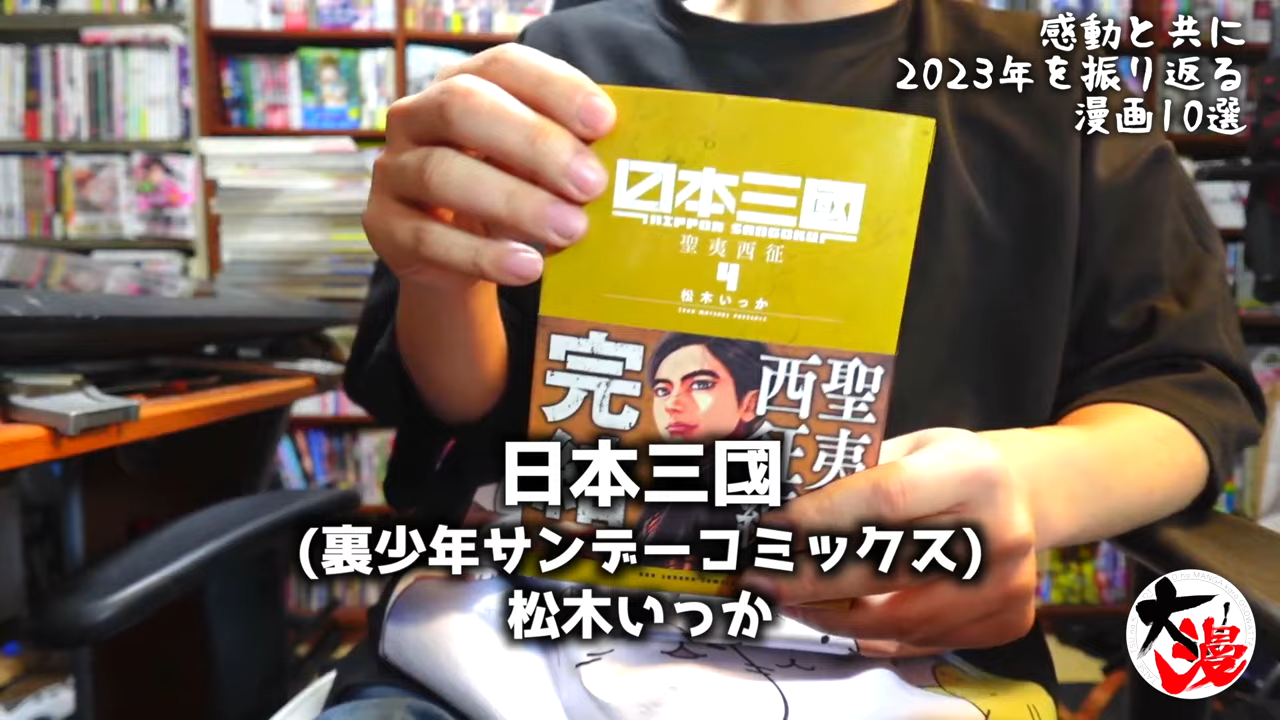 感動と共に
2023年を振り返る
漫画10選
日本三國
NIPPON SANGOKU
聖夷西征
4
松木いっか
聖夷
西征
完
日本三國
(裏少年サンデーコミックス)
松木いっか
大
漫